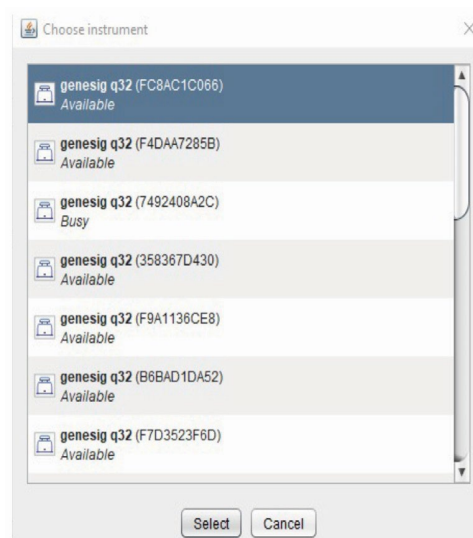 Choose instrument
genesig q32 (FC8AC1C066)
Available
genesig q32 (F4DAA7285B)
Available
genesig q32 (7492408A2C)
Busy
genesig q32 (358367D430)
Available
genesig q32 (F9A1136CE8)
Available
genesig q32 (B6BAD1DA52)
Available
genesig q32 (F7D3523F6D)
Available
Select Cancel